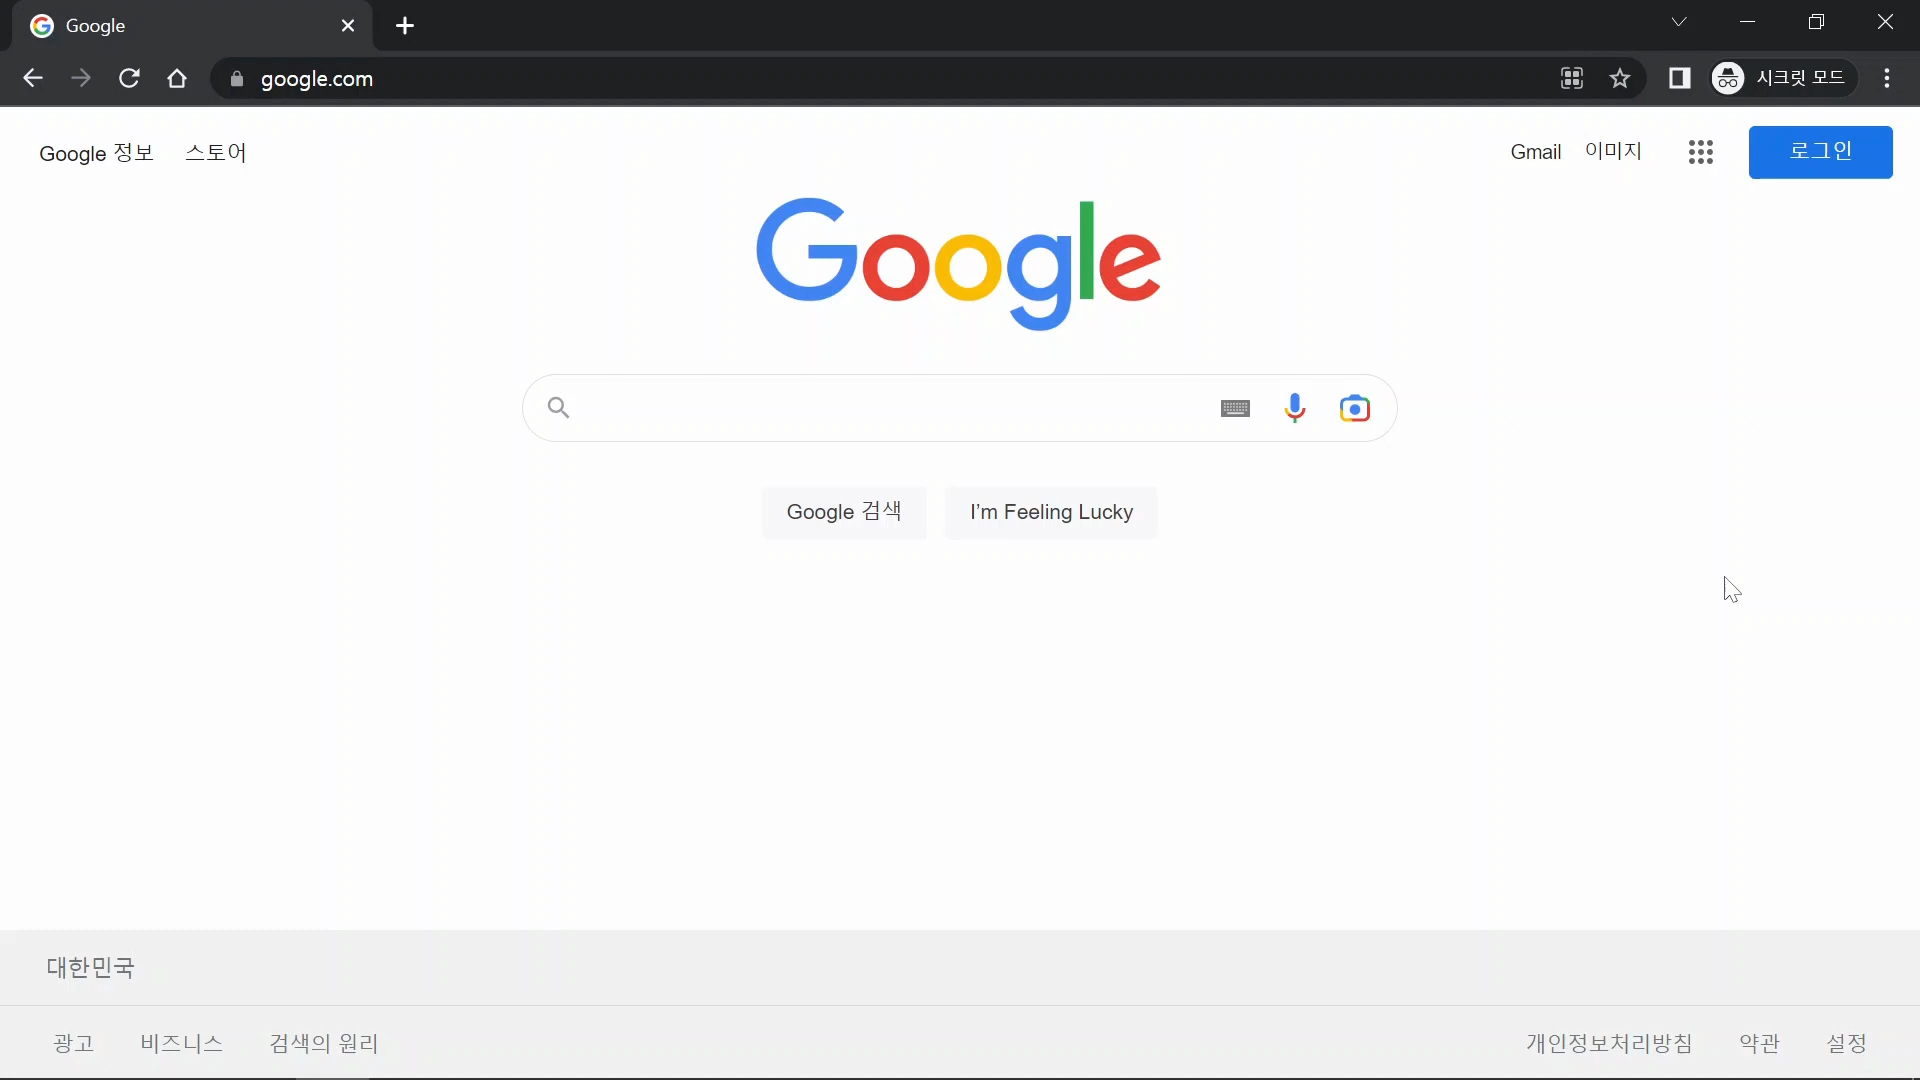 Google
google.com
시크릿 모드
Google 정보 스토어
Gmail 이미지 로그인
Google
Google 검색 I'm Feeling Lucky
대한민국
광고 비즈니스 검색의 원리
개인정보처리방침 약관 설정